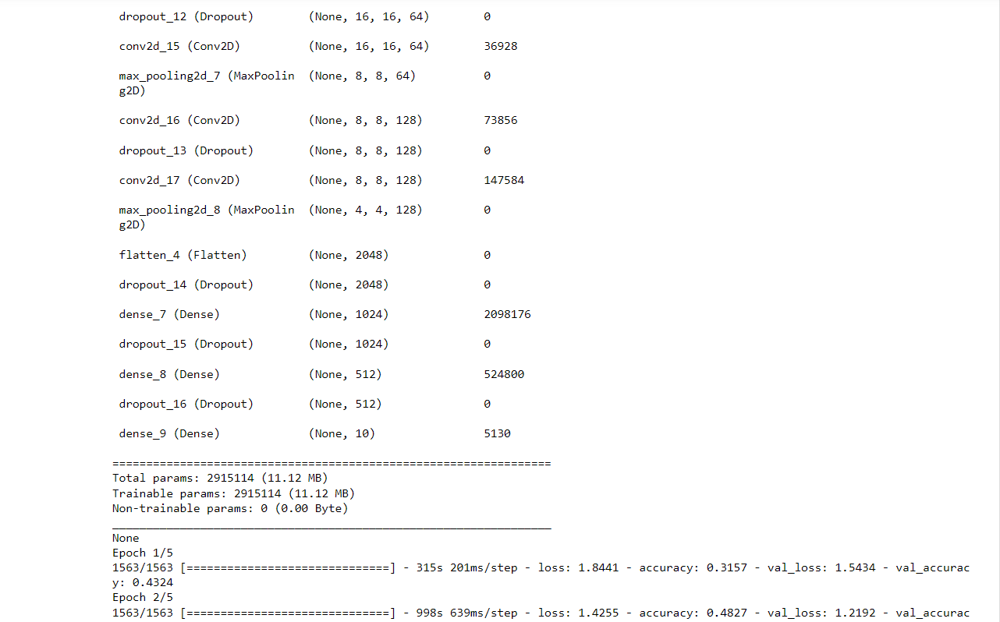 dropout_12 (Dropout) (None, 16, 16, 64) 0
conv2d_15 (Conv2D) (None, 16, 16, 64) 36928
max_pooling2d_7 (MaxPoolin (None, 8, 8, 64) 0
g2D)
conv2d_16 (Conv2D) (None, 8, 8, 128) 73856
dropout_13 (Dropout) (None, 8, 8, 128) 0
conv2d_17 (Conv2D) (None, 8, 8, 128) 147584
max_pooling2d_8 (MaxPoolin (None, 4, 4, 128) 0
g2D)
flatten_4 (Flatten) (None, 2048) 0
dropout_14 (Dropout) (None, 2048) 0
dense_7 (Dense) (None, 1024) 2098176
dropout_15 (Dropout) (None, 1024) 0
dense_8 (Dense) (None, 512) 524800
dropout_16 (Dropout) (None, 512) 0
dense_9 (Dense) (None, 10) 5130
=================================================================
Total params: 2915114 (11.12 MB)
Trainable params: 2915114 (11.12 MB)
Non-trainable params: 0 (0.00 Byte)
_________________________________________________________________
None
Epoch 1/5
1563/1563 [==============================] - 315s 201ms/step - loss: 1.8441 - accuracy: 0.3157 - val_loss: 1.5434 - val_accurac
y: 0.4324
Epoch 2/5
1563/1563 [==============================] - 998s 639ms/step - loss: 1.4255 - accuracy: 0.4827 - val_loss: 1.2192 - val_accurac